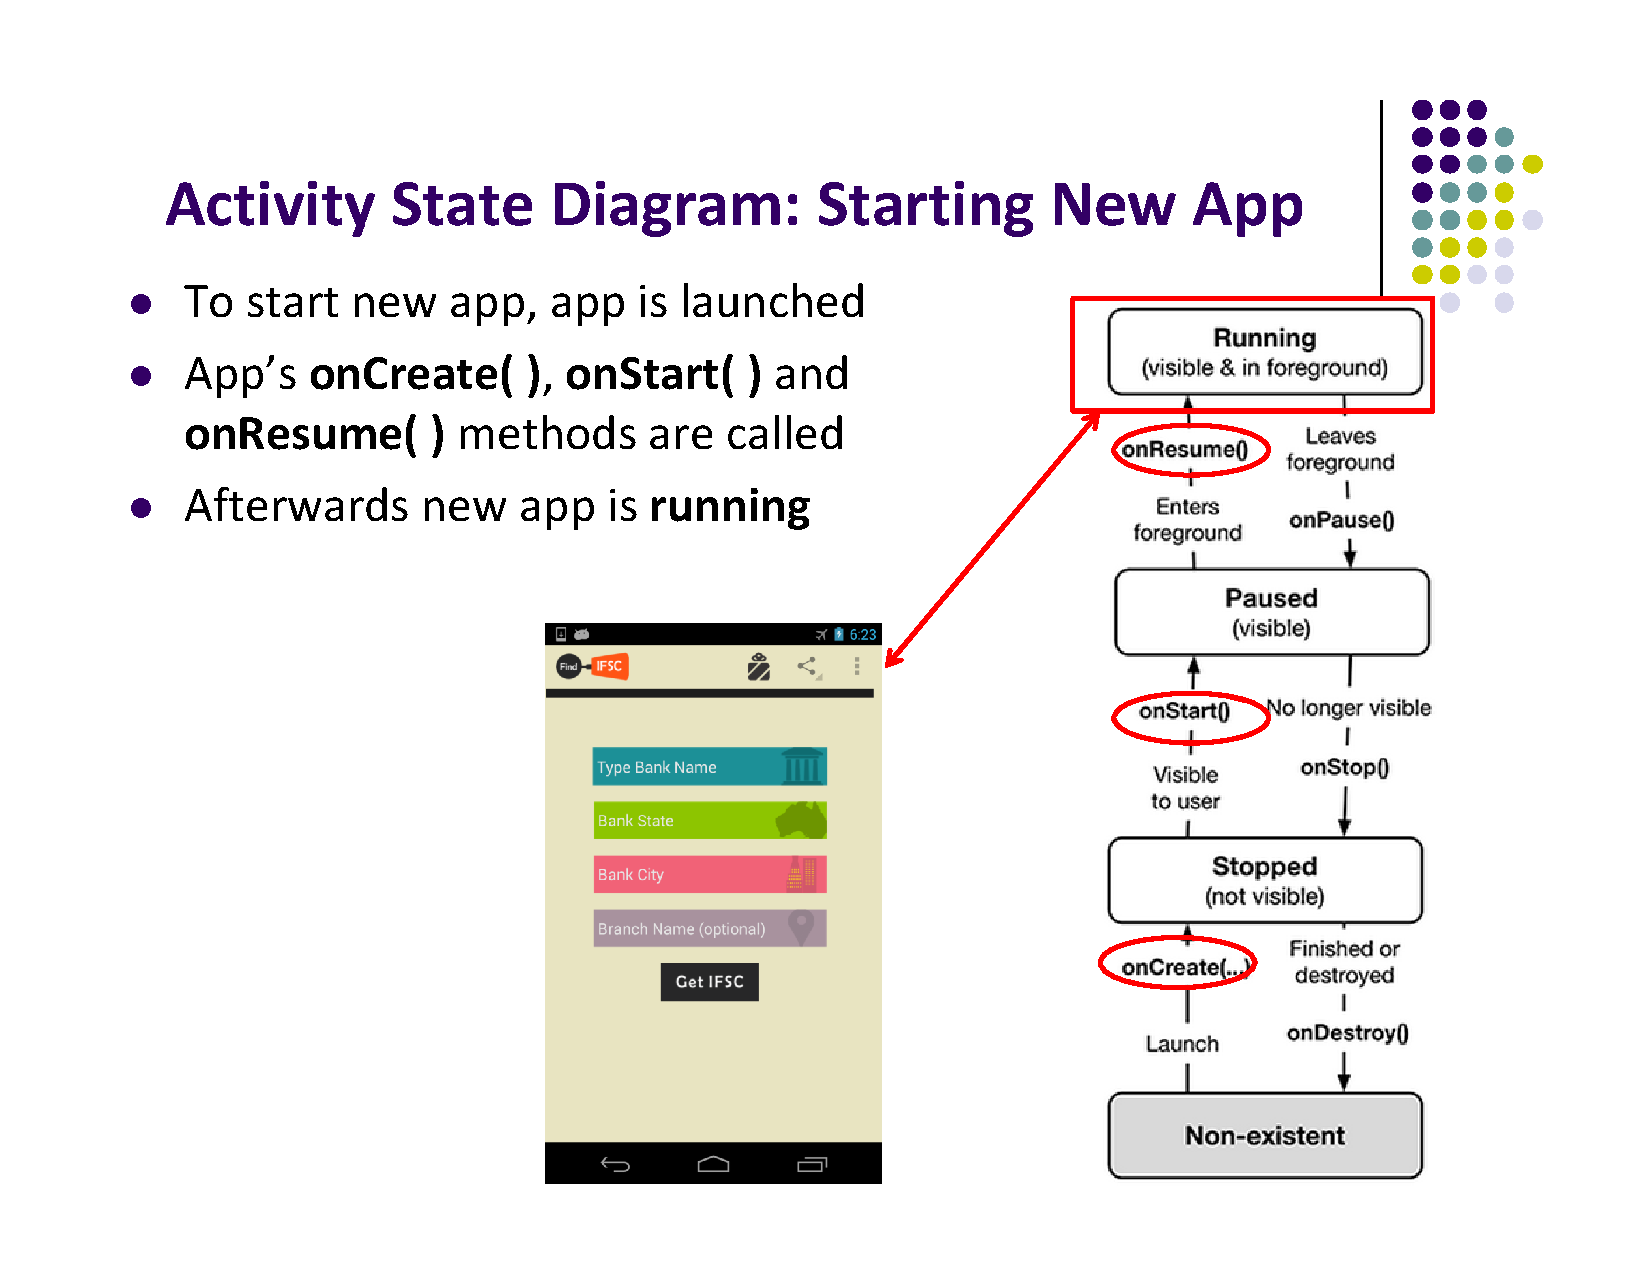 Activity State Diagram: Starting New App
To start new app, app is launched
App’s onCreate( ), onStart( ) and
onResume( ) methods are called
Afterwards new app is running
6:23
Find IFSC
Type Bank Name
Bank State
Bank City
Branch Name (optional)
Get IFSC
Running
(visible & in foreground)
onResume()
Leaves
foreground
Enters
foreground
onPause()
Paused
(visible)
onStart()
No longer visible
Visible
to user
onStop()
Stopped
(not visible)
onCreate(...)
Finished or
destroyed
Launch
onDestroy()
Non-existent